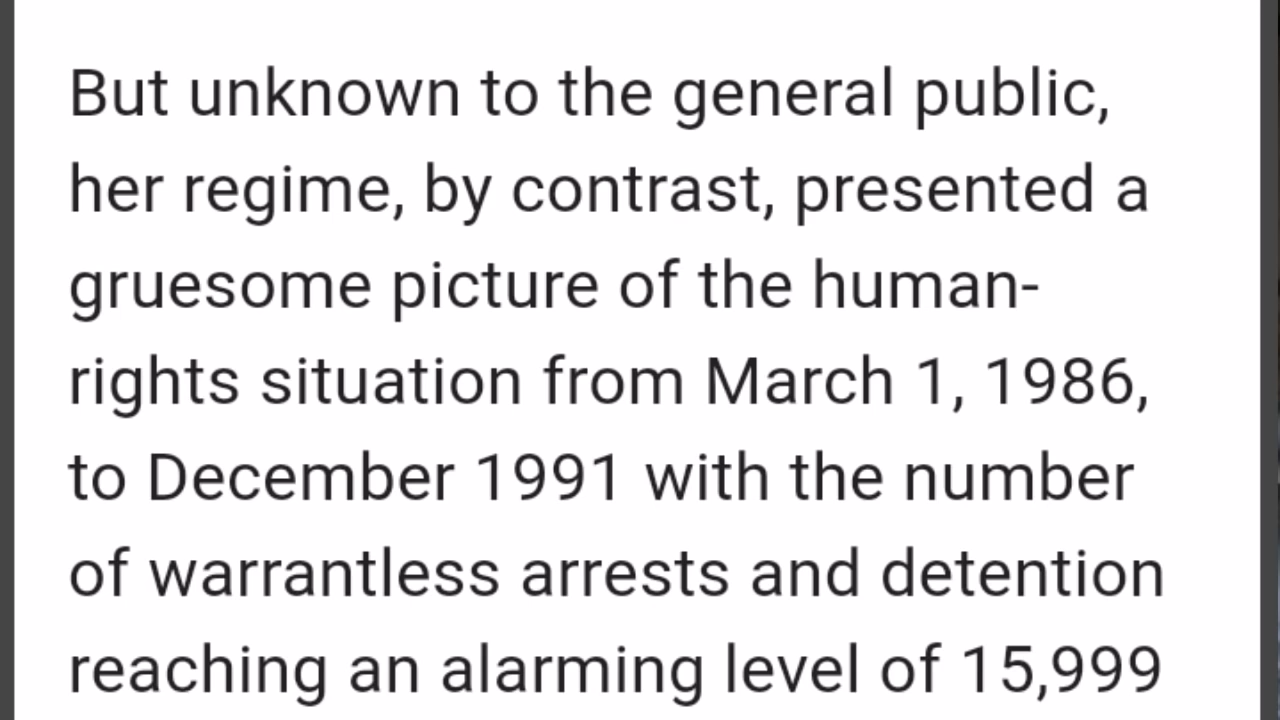 But unknown to the general public,
her regime, by contrast, presented a
gruesome picture of the human-
rights situation from March 1, 1986,
to December 1991 with the number
of warrantless arrests and detention
reaching an alarming level of 15,999